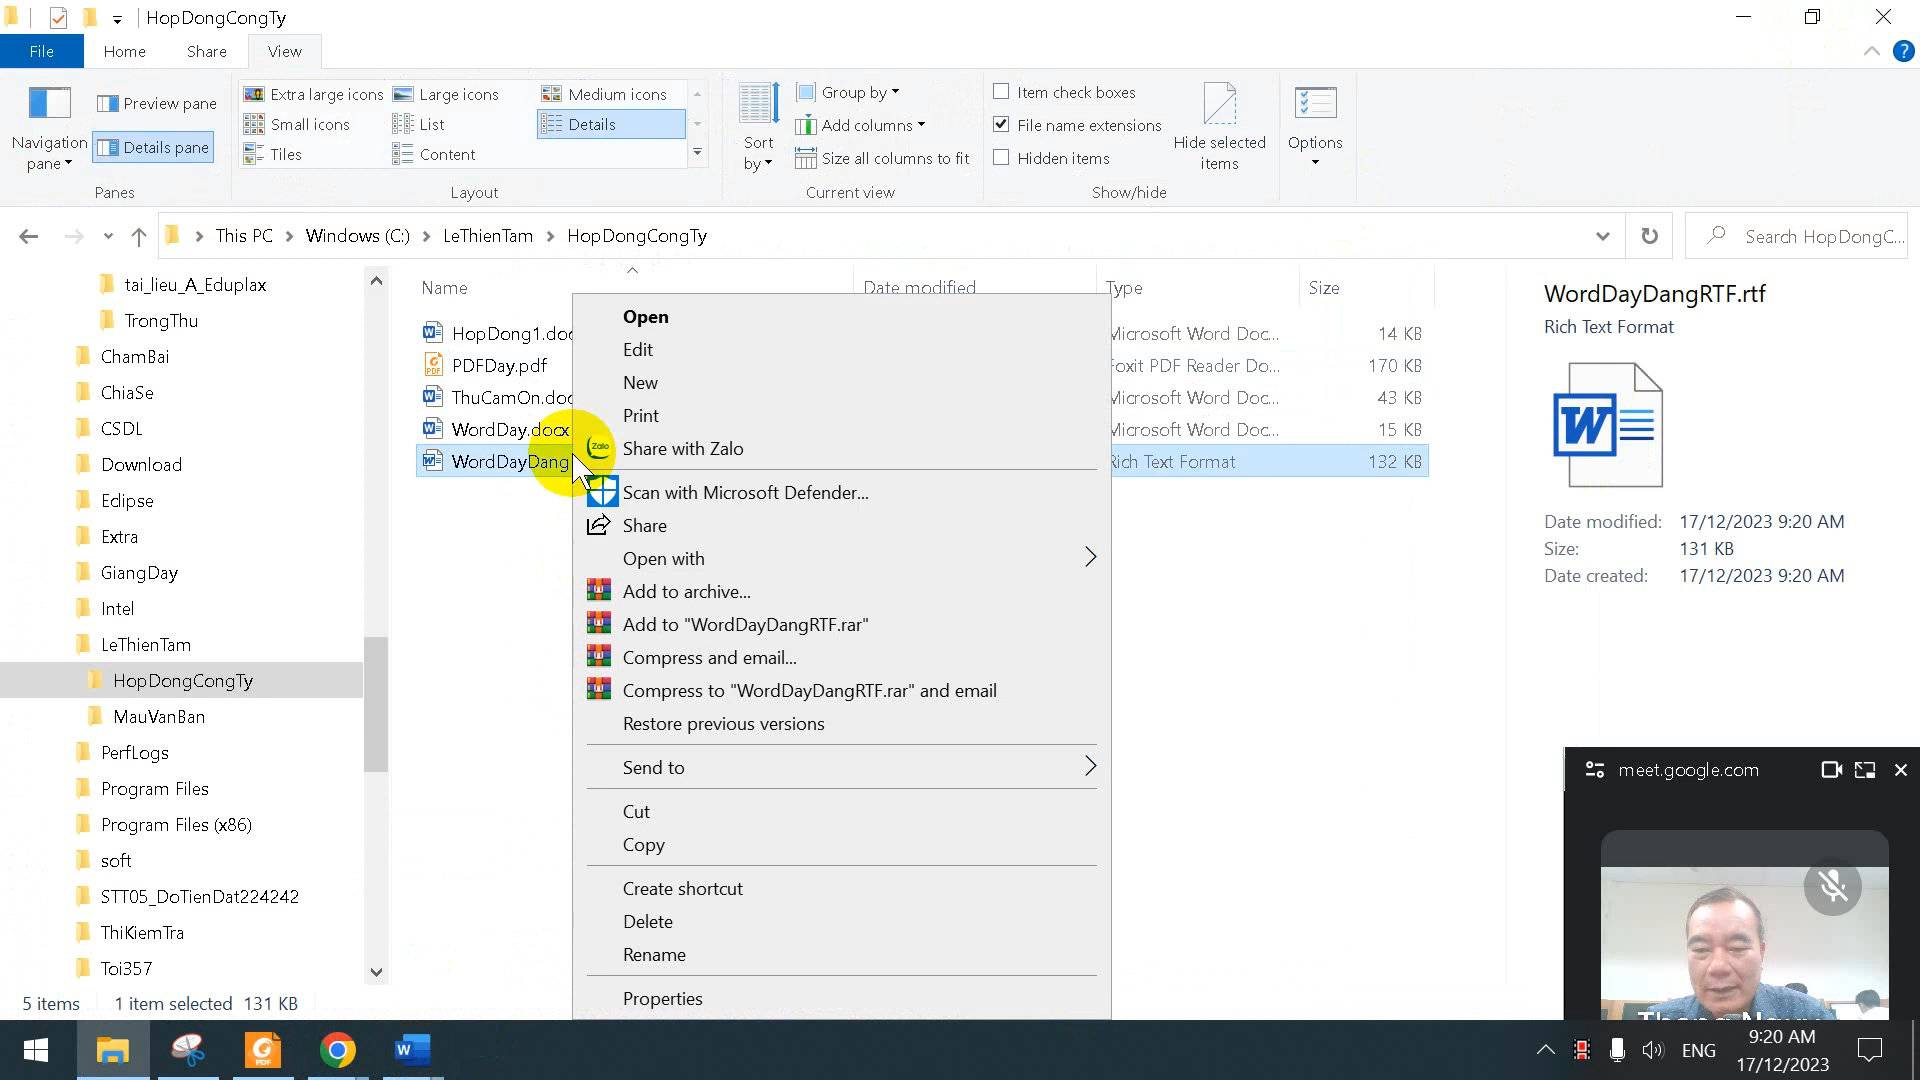 HopDongCongTy
File Home Share View
Navigation pane
Preview pane
Details pane
Panes
Extra large icons Large icons Medium icons
Small icons List Details
Tiles Content
Layout
Sort by
Group by
Add columns
Size all columns to fit
Current view
Item check boxes
File name extensions
Hidden items
Show/hide
Hide selected items
Options
This PC Windows (C:) LeThienTam HopDongCongTy
Search HopDongC...
tai_lieu_A_Eduplax
TrongThu
ChamBai
ChiaSe
CSDL
Download
Eclipse
Extra
GiangDay
Intel
LeThienTam
HopDongCongTy
MauVanBan
PerfLogs
Program Files
Program Files (x86)
soft
STT05_DoTienDat224242
ThiKiemTra
Toi357
Name Date modified Type Size
HopDong1.doc Microsoft Word Doc... 14 KB
PDFDay.pdf Foxit PDF Reader Do... 170 KB
ThuCamOn.doc Microsoft Word Doc... 43 KB
WordDay.docx Microsoft Word Doc... 15 KB
WordDayDang Rich Text Format 132 KB
Open
Edit
New
Print
Zalo
Share with Zalo
Scan with Microsoft Defender...
Share
Open with
Add to archive...
Add to "WordDayDangRTF.rar"
Compress and email...
Compress to "WordDayDangRTF.rar" and email
Restore previous versions
Send to
Cut
Copy
Create shortcut
Delete
Rename
Properties
WordDayDangRTF.rtf
Rich Text Format
Date modified: 17/12/2023 9:20 AM
Size: 131 KB
Date created: 17/12/2023 9:20 AM
meet.google.com
5 items 1 item selected 131 KB
ENG
9:20 AM
17/12/2023